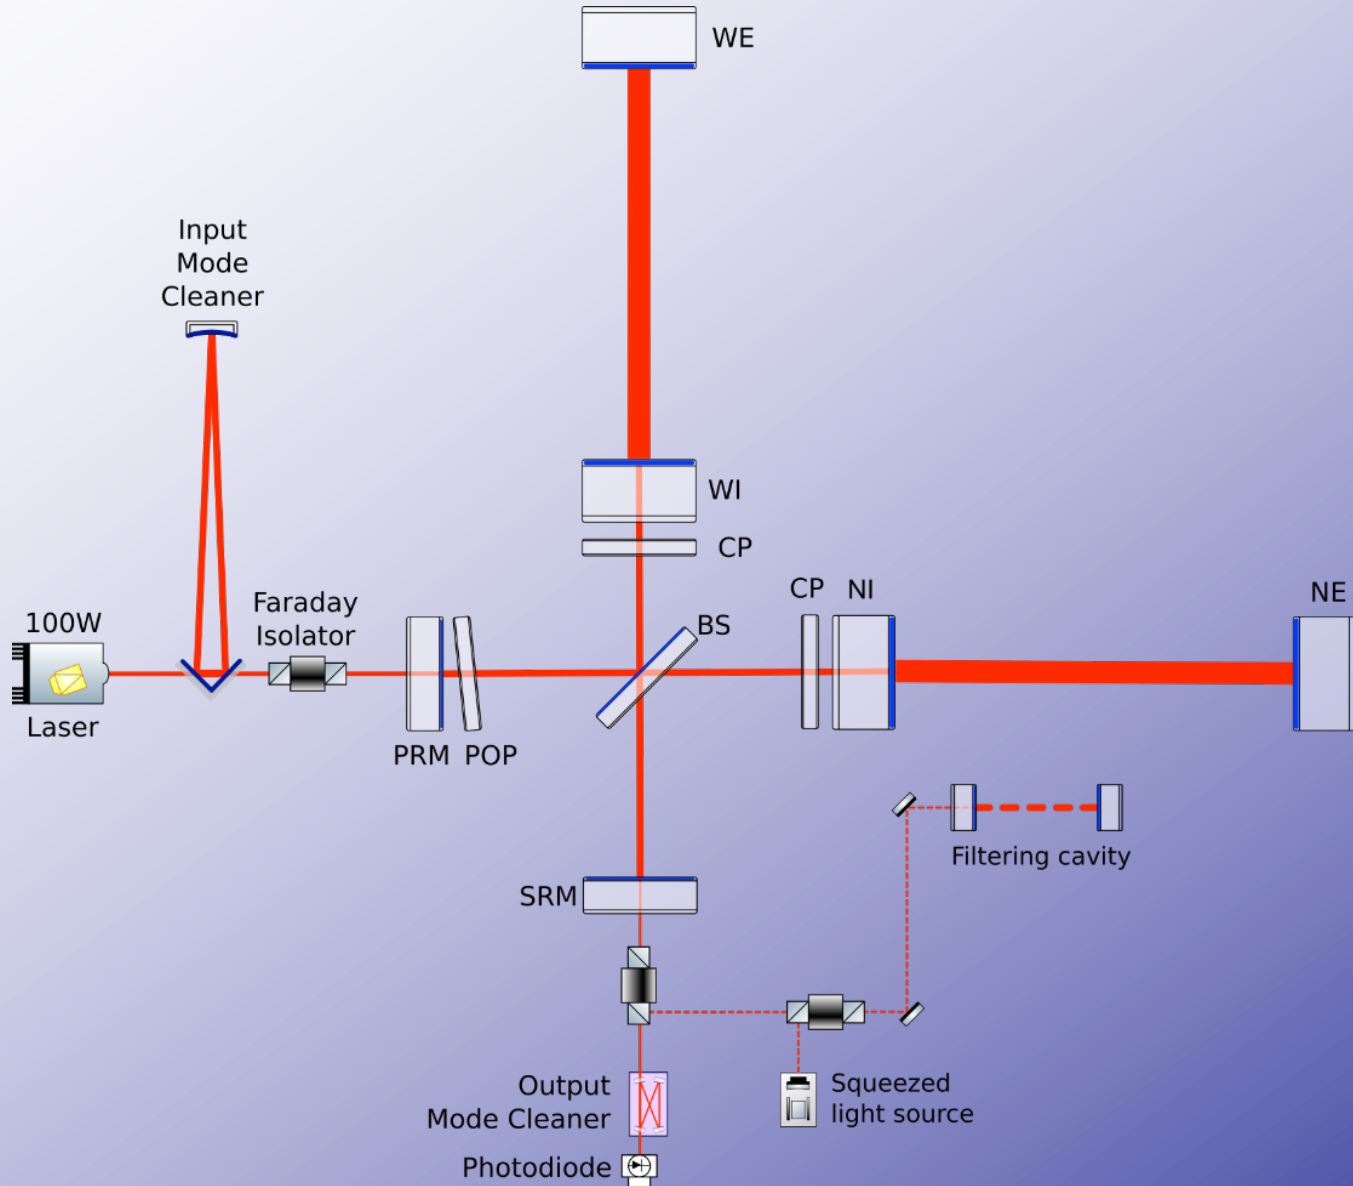 WE
Input
Mode
Cleaner
WI
CP
100W
Faraday
Isolator
BS
CP
NI
NE
Laser
PRM
POP
Filtering cavity
SRM
Output
Mode Cleaner
Squeezed
light source
Photodiode